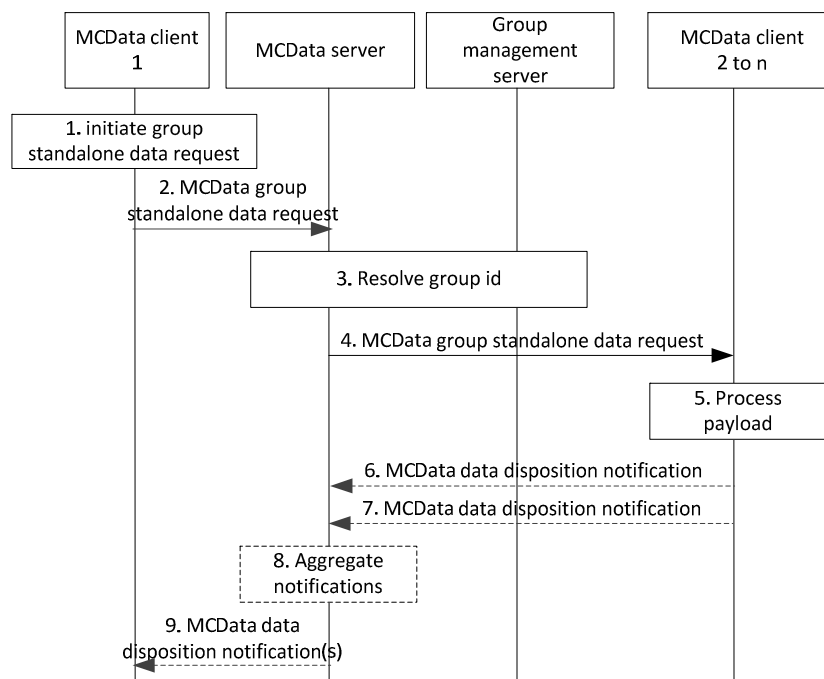 MCData client
1
MCData server
Group
management
server
MCData client
2 to n
1. initiate group
standalone data request
2. MCData group
standalone data request
3. Resolve group id
4. MCData group standalone data request
5. Process
payload
6. MCData data disposition notification
7. MCData data disposition notification
8. Aggregate
notifications
9. MCData data
disposition notification(s)